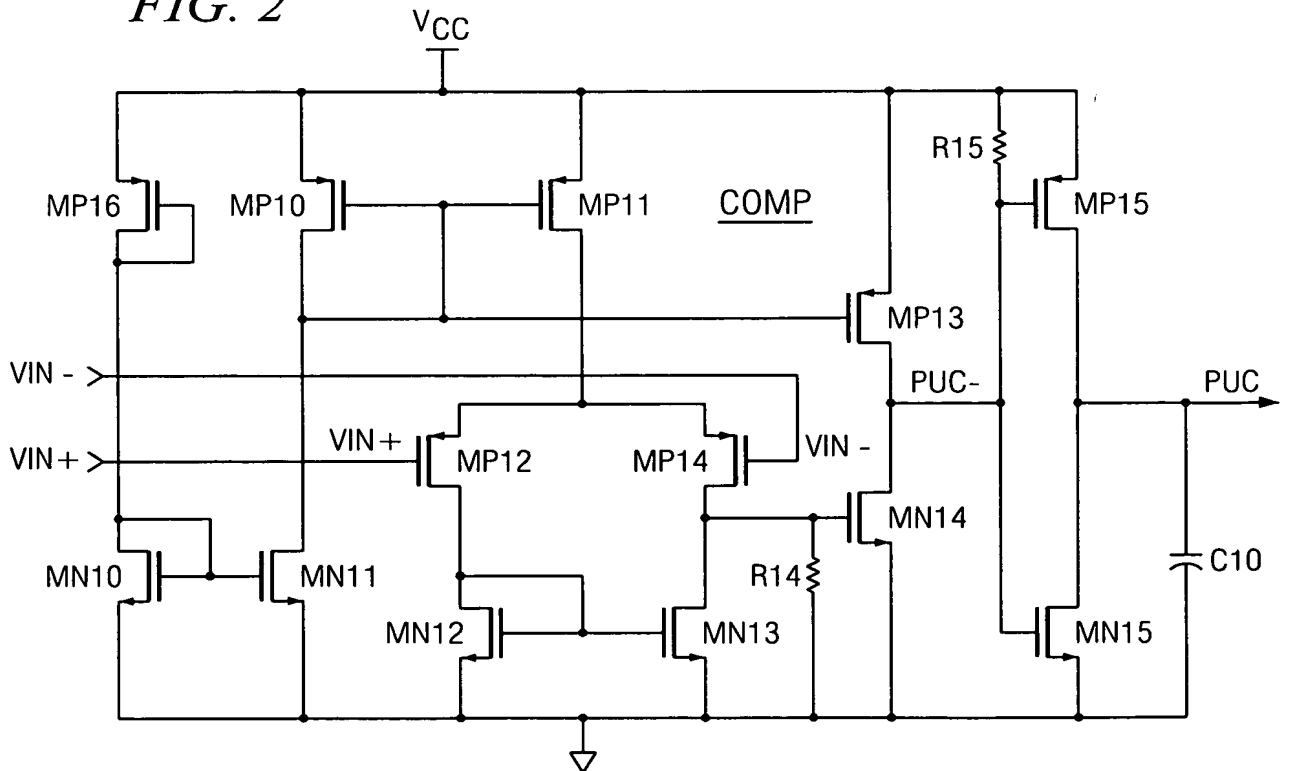 FIG. 2
VCC
R15
MP16
MP10
MP11
COMP
MP15
MP13
VIN -
PUC-
PUC
VIN+
VIN+
MP12
MP14
VIN -
MN14
MN10
MN11
R14
C10
MN12
MN13
MN15